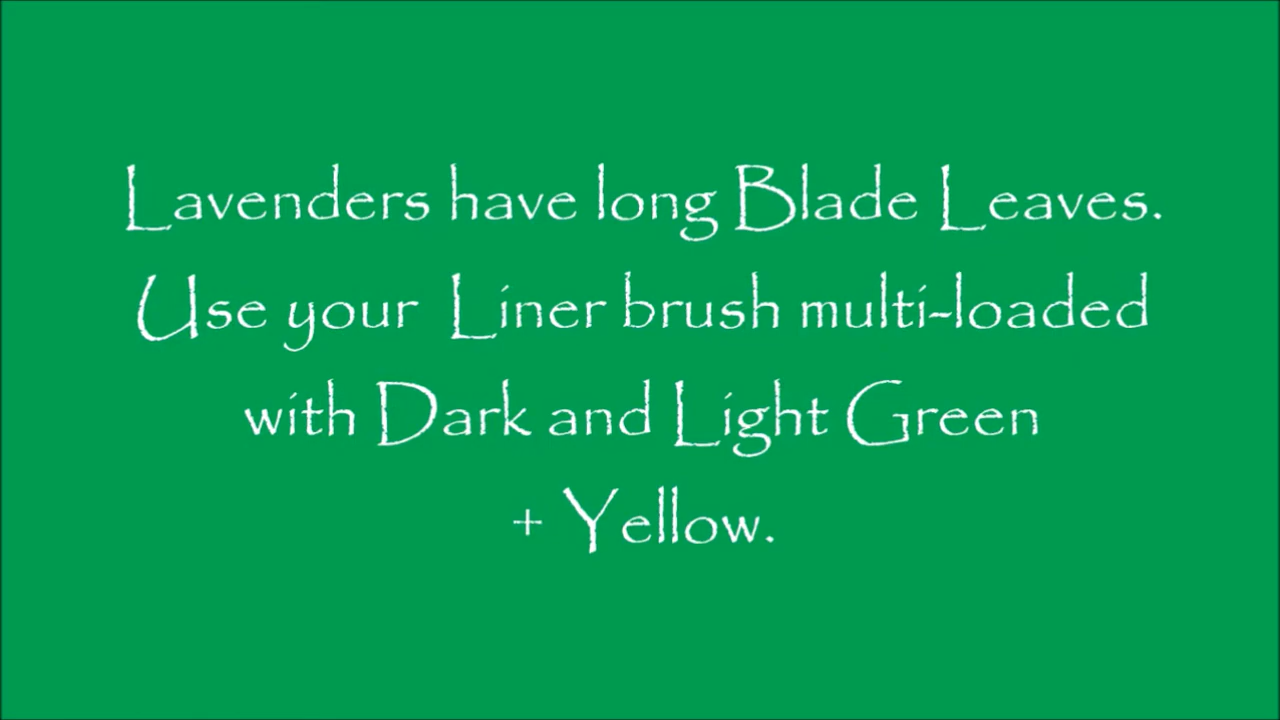 Lavenders have long Blade Leaves.
Use your Liner brush multi-loaded
with Dark and Light Green
+ Yellow.